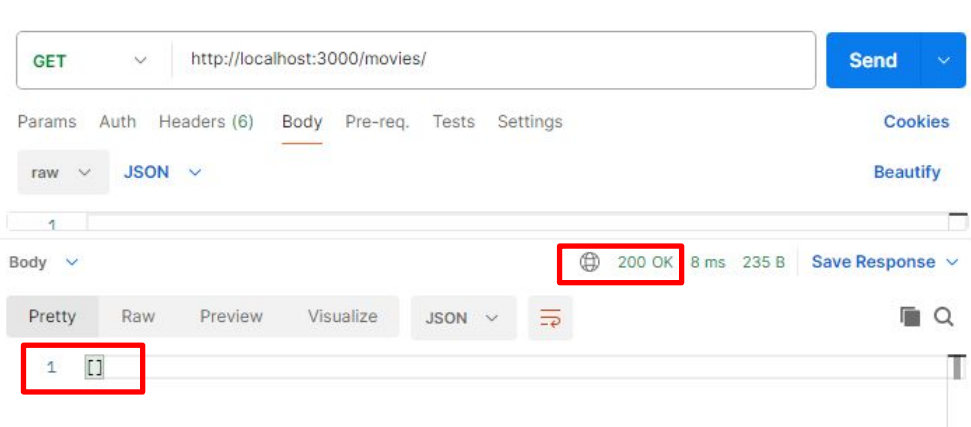 GET http://localhost:3000/movies/ Send
Params Auth Headers (6) Body Pre-req. Tests Settings Cookies
raw JSON Beautify
1
Body 200 OK 8 ms 235 B Save Response
Pretty Raw Preview Visualize JSON
1 []